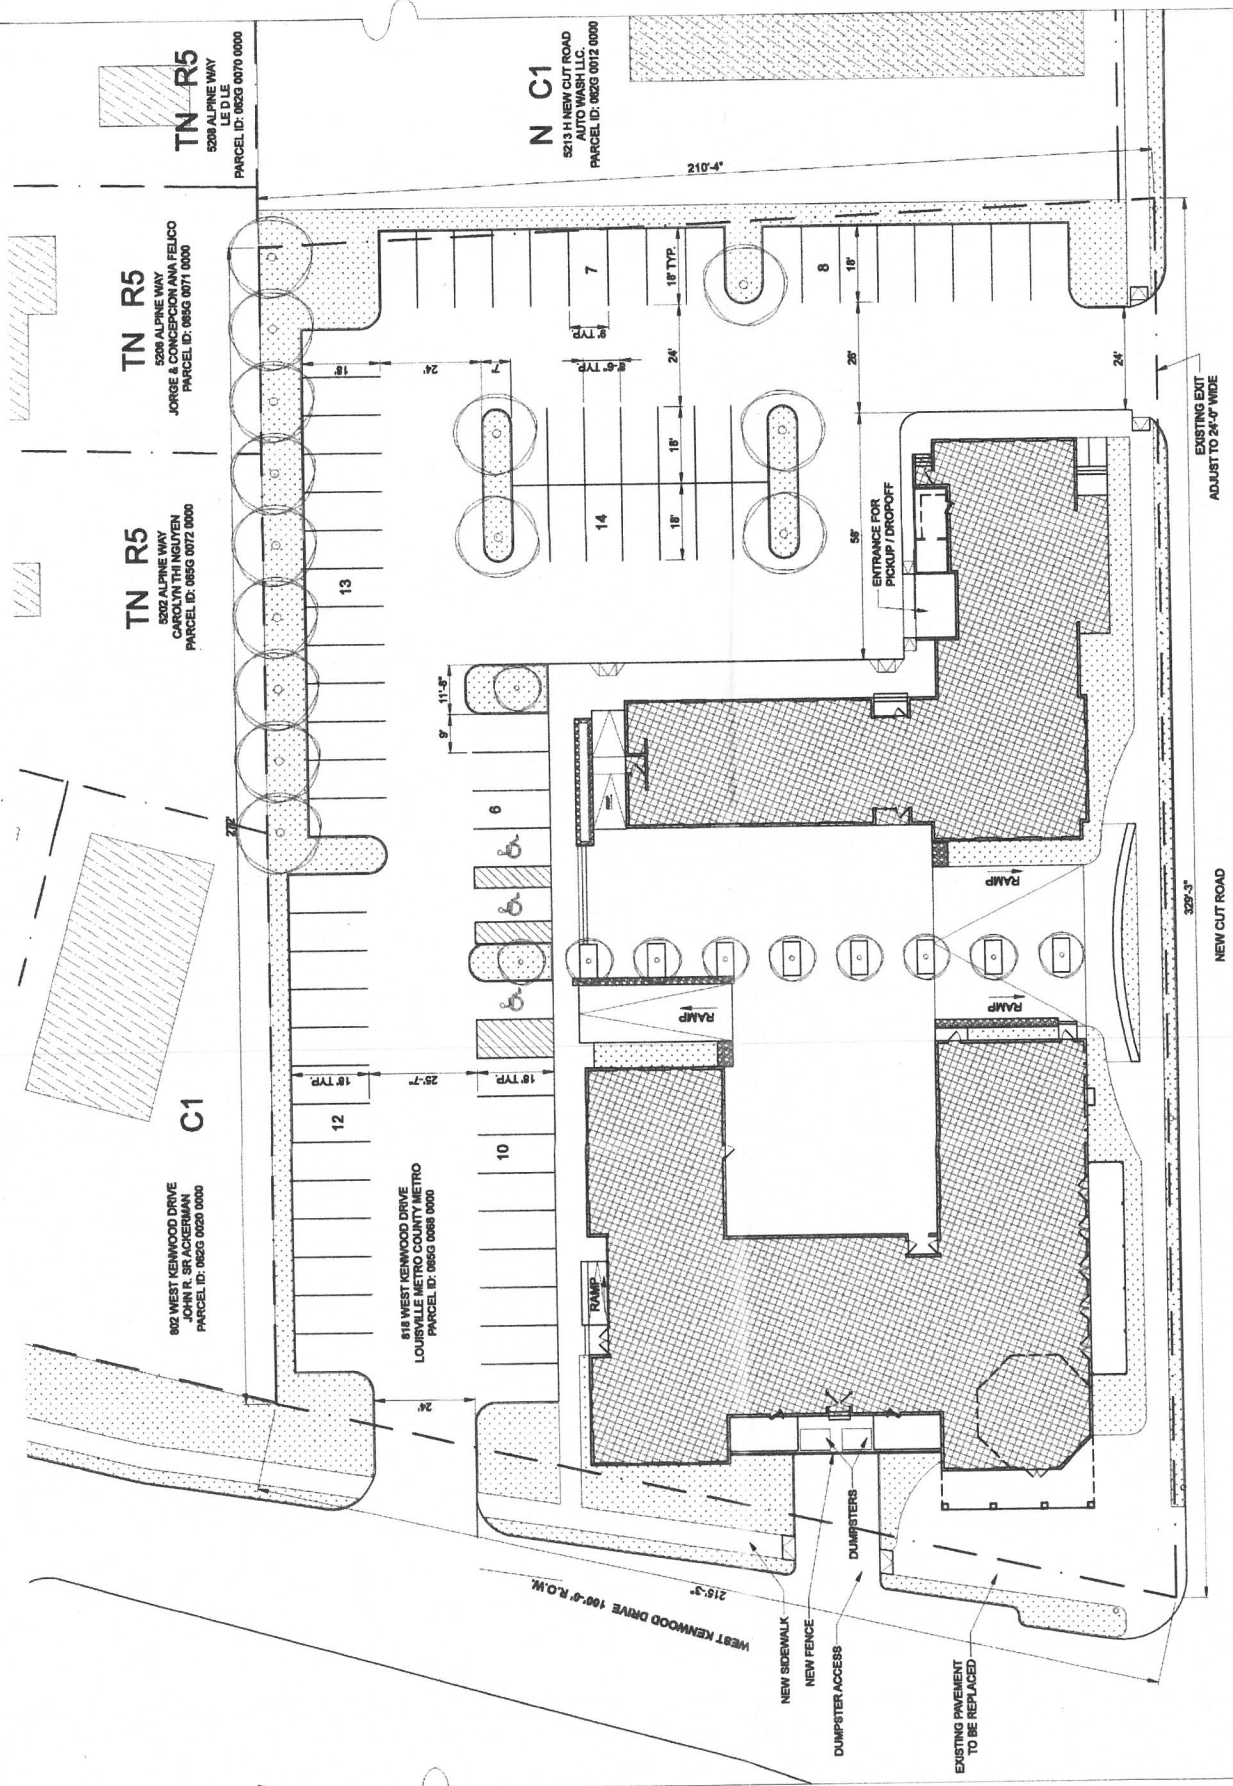 TN R5
5208 ALPINE WAY
LE D LE
PARCEL ID: 062G 0070 0000
TN R5
5206 ALPINE WAY
JORGE & CONCEPCION ANA FELICO
PARCEL ID: 065G 0071 0000
TN R5
5202 ALPINE WAY
CAROLYN THI NGUYEN
PARCEL ID: 065G 0072 0000
N C1
5213 H NEW CUT ROAD
AUTO WASH LLC.
PARCEL ID: 062G 0012 0000
C1
802 WEST KENWOOD DRIVE
JOHN R. SR ACKERMAN
PARCEL ID: 062G 0020 0000
818 WEST KENWOOD DRIVE
LOUISVILLE METRO COUNTY METRO
PARCEL ID: 065G 0068 0000
210'-4"
7
18' TYP.
9' TYP.
8
18'
24'
26'
24'
18'
24'
7'
8'-6" TYP.
14
18'
18'
13
56'
ENTRANCE FOR
PICKUP / DROPOFF
EXISTING EXIT
ADJUST TO 24'-0" WIDE
11'-8"
9'
6
RAMP
RAMP
RAMP
RAMP
329'-3"
NEW CUT ROAD
18' TYP.
25'-7"
18' TYP.
12
10
24'
215'-3"
WEST KENWOOD DRIVE 100'-0" R.O.W.
NEW SIDEWALK
NEW FENCE
DUMPSTER ACCESS
DUMPSTERS
EXISTING PAVEMENT
TO BE REPLACED